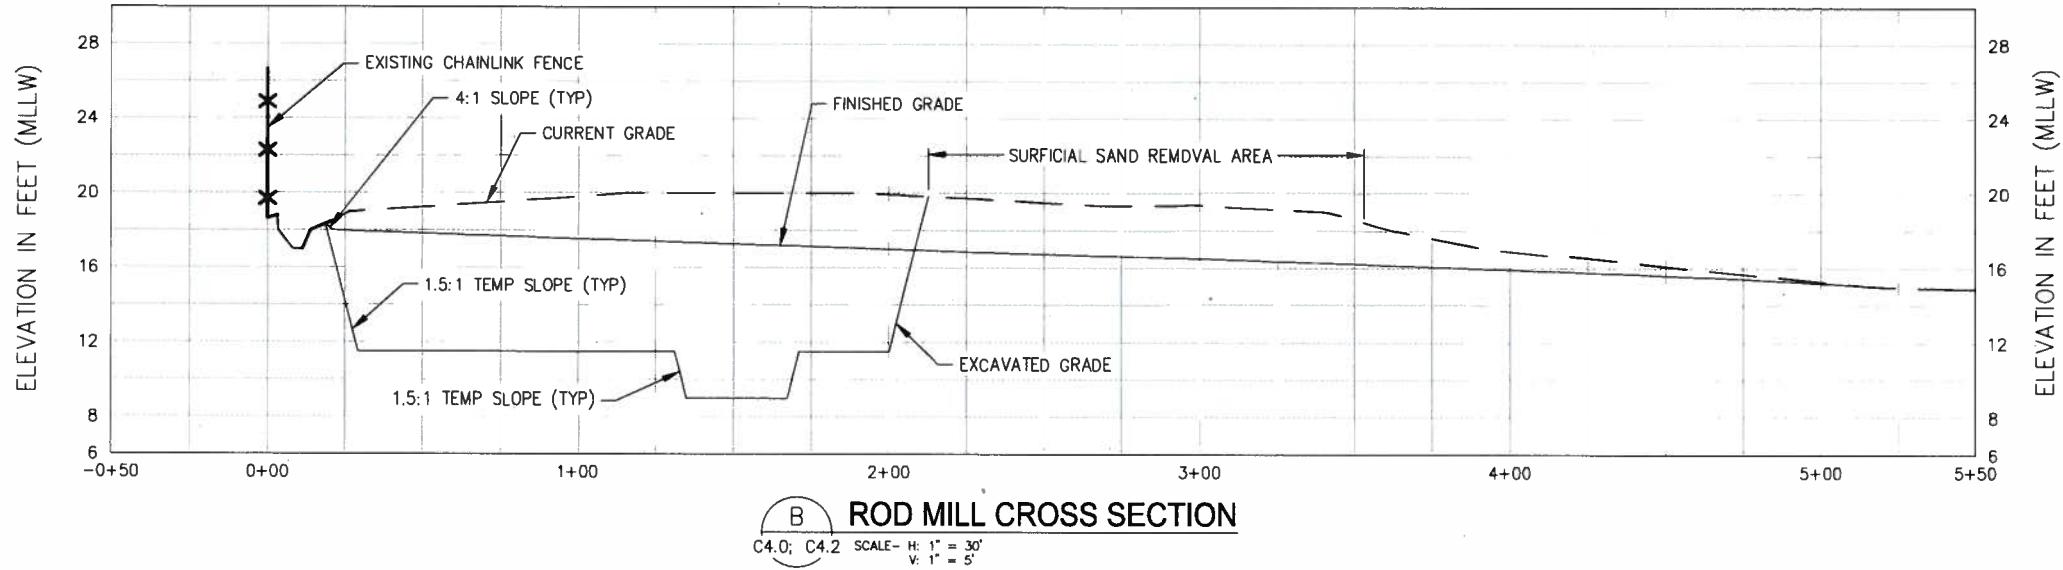 28
28
EXISTING CHAINLINK FENCE
4:1 SLOPE (TYP)
FINISHED GRADE
24
24
CURRENT GRADE
SURFICIAL SAND REMDVAL AREA
20
20
ELEVATION IN FEET (MLLW)
ELEVATION IN FEET (MLLW)
16
16
1.5:1 TEMP SLOPE (TYP)
12
12
EXCAVATED GRADE
1.5:1 TEMP SLOPE (TYP)
8
8
6
6
-0+50 0+00 1+00 2+00 3+00 4+00 5+00 5+50
B ROD MILL CROSS SECTION
C4.0; C4.2 SCALE- H: 1" = 30'
V: 1" = 5'